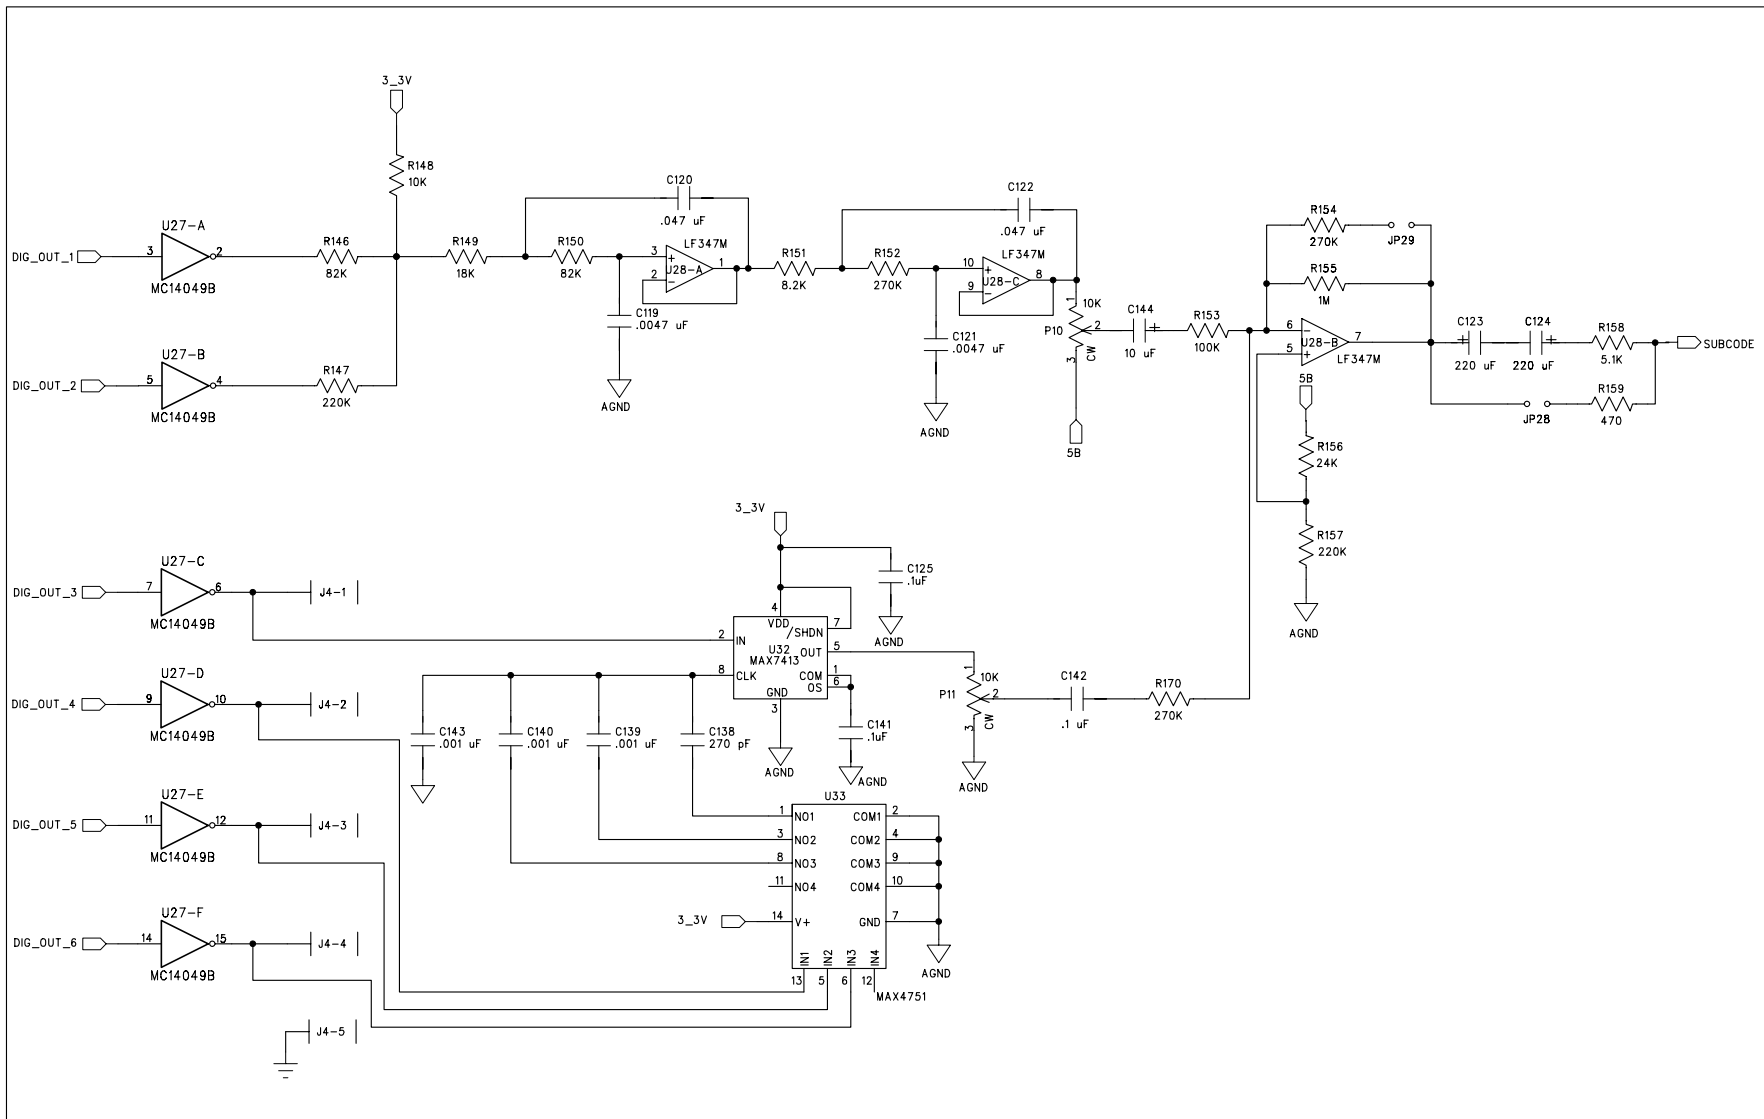 3_3V
R148
10K
C120
.047 uF
C122
.047 uF
U27-A
DIG_OUT_1
3
2
MC14049B
R146
82K
R149
18K
R150
82K
3
+
2
-
U28-A
LF347M
1
C119
.0047 uF
AGND
R151
8.2K
R152
270K
10
+
9
-
U28-C
LF347M
8
C121
.0047 uF
AGND
1
10K
P10
2
3
CW
5B
C144
+
10 uF
R153
100K
R154
270K
JP29
R155
1M
6
-
5
+
U28-B
7
LF347M
C123
+
220 uF
C124
+
220 uF
R158
5.1K
SUBCODE
JP28
R159
470
5B
R156
24K
R157
220K
AGND
U27-B
DIG_OUT_2
5
4
MC14049B
R147
220K
U27-C
DIG_OUT_3
7
6
MC14049B
J4-1
3_3V
C125
.1uF
AGND
4
VDD
7
/SHDN
2
IN
U32
MAX7413
OUT
5
8
CLK
COM
1
OS
6
GND
3
AGND
C141
.1uF
AGND
1
10K
P11
2
3
CW
AGND
C142
.1 uF
R170
270K
U27-D
DIG_OUT_4
9
10
MC14049B
J4-2
C143
.001 uF
C140
.001 uF
C139
.001 uF
C138
270 pF
U27-E
DIG_OUT_5
11
12
MC14049B
J4-3
U33
1
NO1
COM1
2
3
NO2
COM2
4
8
NO3
COM3
9
11
NO4
COM4
10
3_3V
14
V+
GND
7
AGND
IN1
IN2
IN3
IN4
13
5
6
12
MAX4751
U27-F
DIG_OUT_6
14
15
MC14049B
J4-4
J4-5